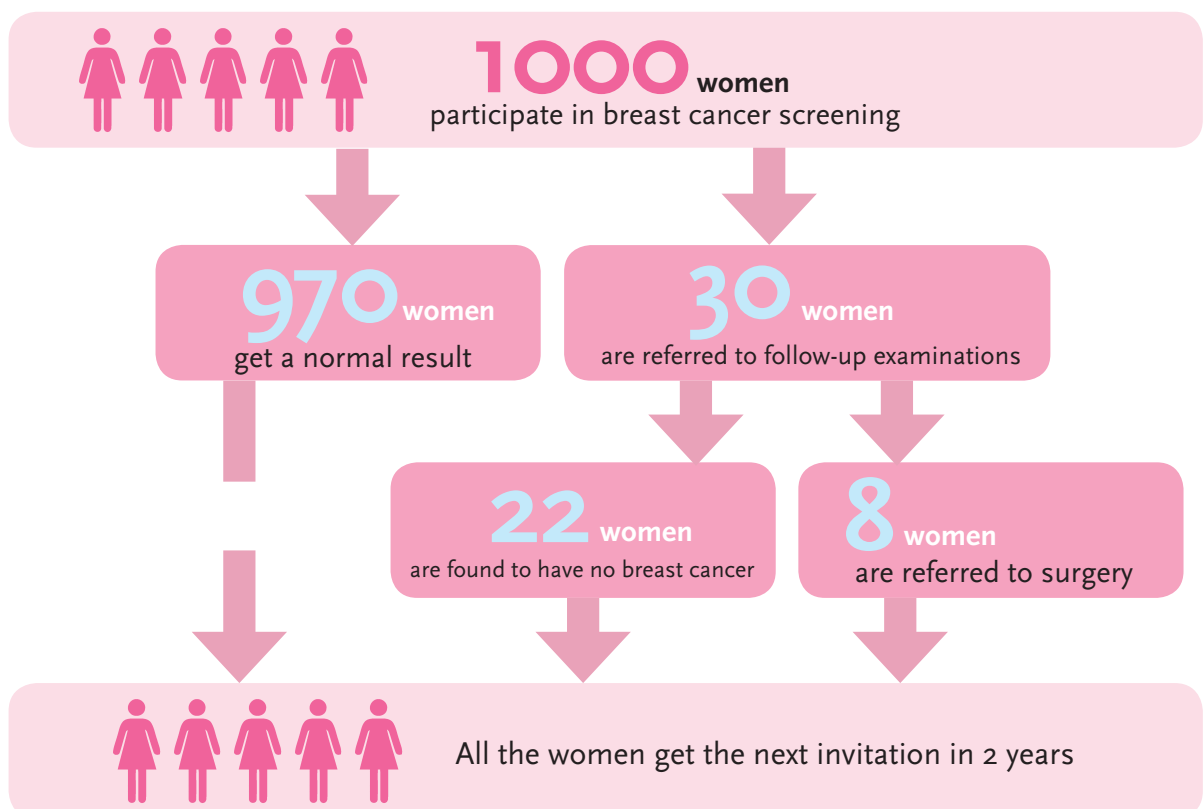 1000 women
participate in breast cancer screening
970 women
get a normal result
30 women
are referred to follow-up examinations
22 women
are found to have no breast cancer
8 women
are referred to surgery
All the women get the next invitation in 2 years